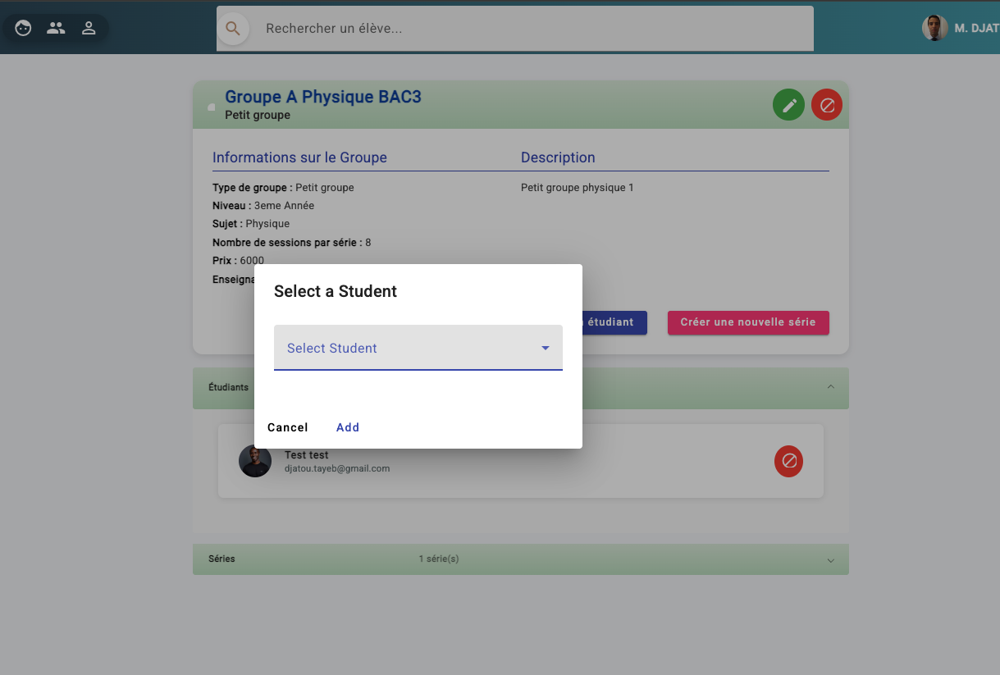 Rechercher un élève...
M. DJAT
Groupe A Physique BAC3
Petit groupe
Informations sur le Groupe
Description
Type de groupe : Petit groupe
Petit groupe physique 1
Niveau : 3eme Année
Sujet : Physique
Nombre de sessions par série : 8
Prix : 6000
Enseigna
Select a Student
étudiant
Créer une nouvelle série
Select Student
Étudiants
Cancel
Add
Test test
djatou.tayeb@gmail.com
Séries
1 série(s)